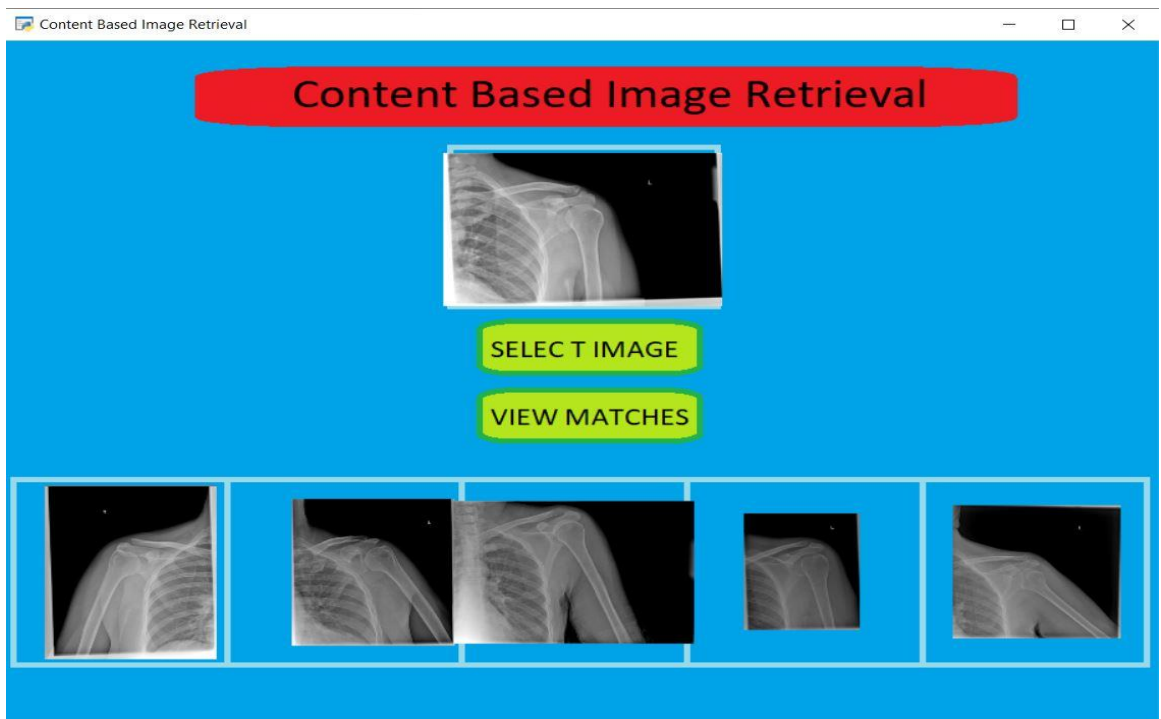 Content Based Image Retrieval
Content Based Image Retrieval
SELEC T IMAGE
VIEW MATCHES